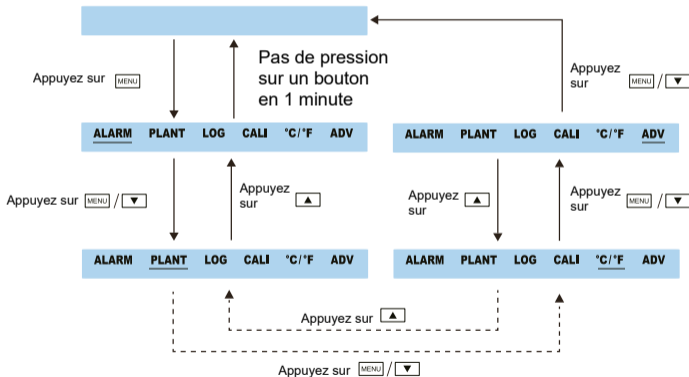 Appuyez sur MENU
Pas de pression
sur un bouton
en 1 minute
Appuyez
sur MENU / ▼
ALARM PLANT LOG CALI °C/°F ADV
ALARM PLANT LOG CALI °C/°F ADV
Appuyez sur MENU / ▼
Appuyez
sur ▲
Appuyez
sur ▲
Appuyez
sur MENU / ▼
ALARM PLANT LOG CALI °C/°F ADV
ALARM PLANT LOG CALI °C/°F ADV
Appuyez sur ▲
Appuyez sur MENU / ▼